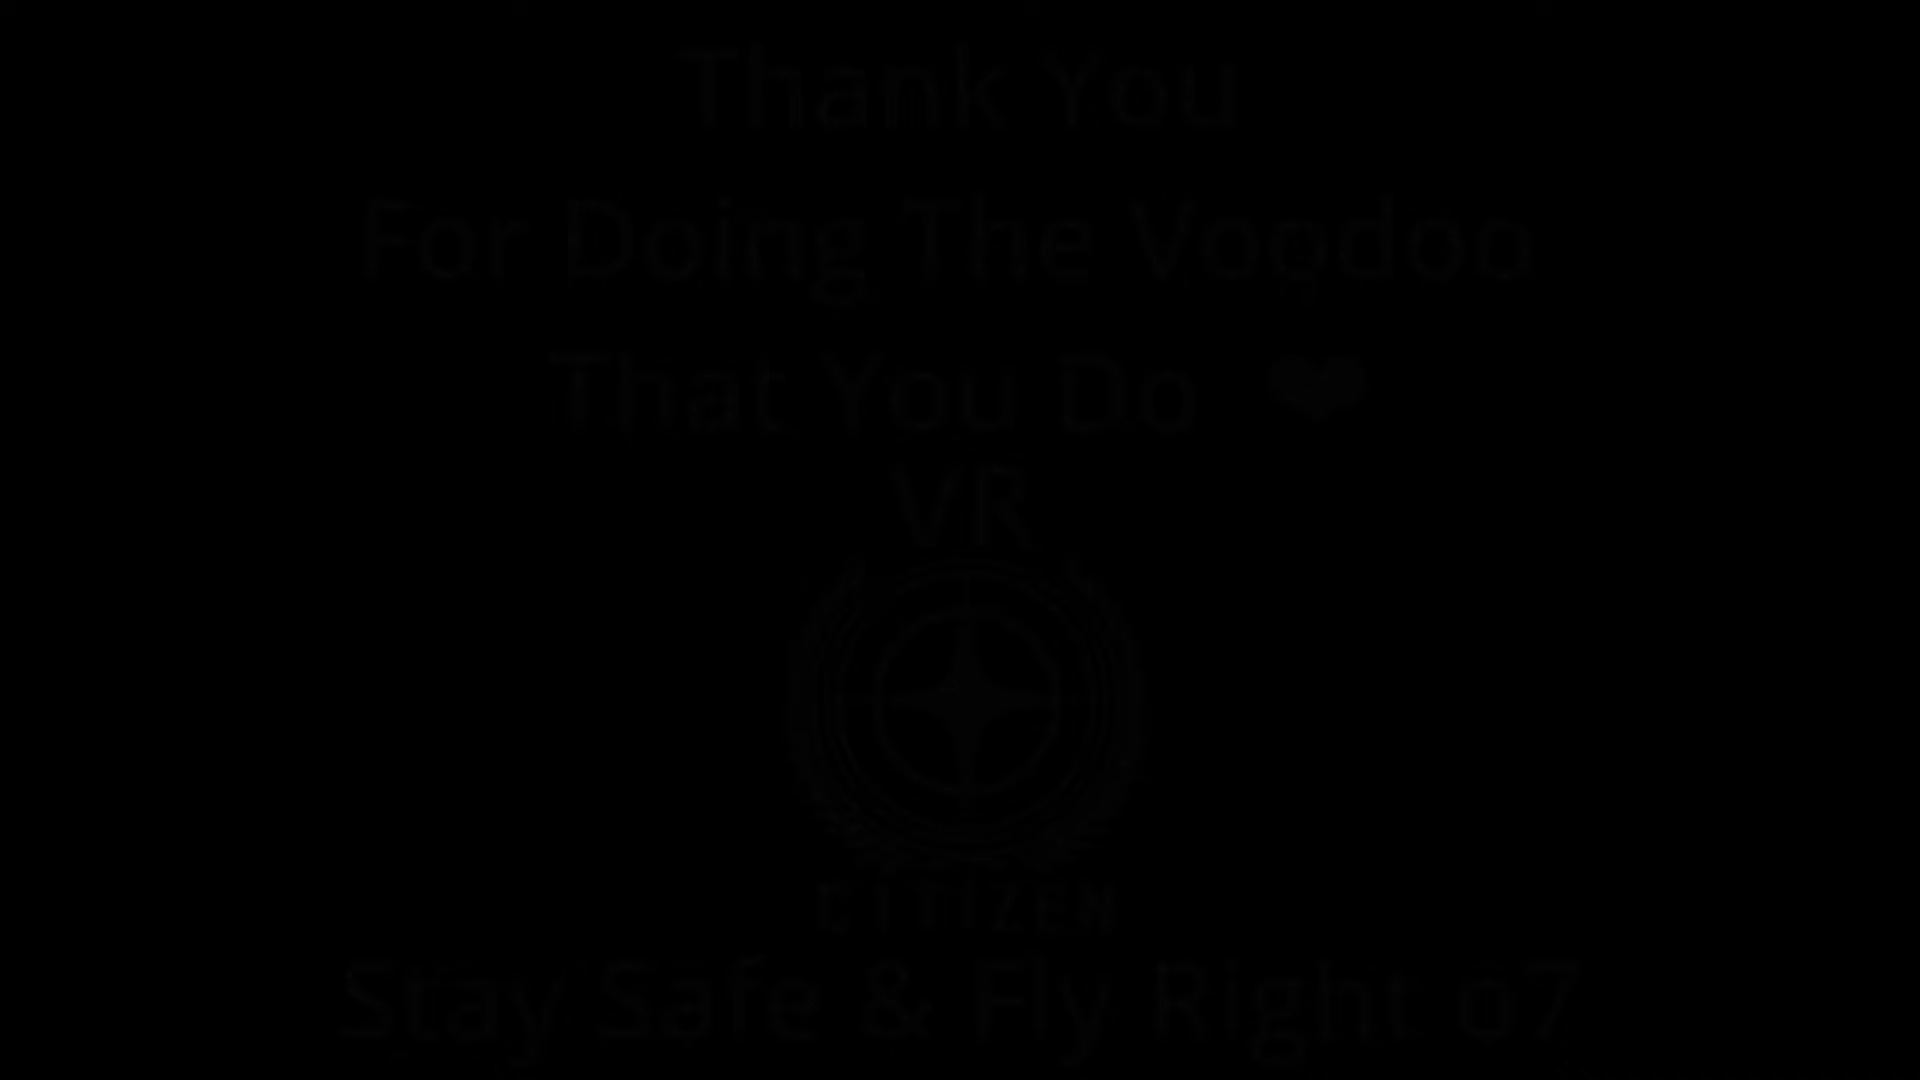 Thank You
For Doing The Voodoo
That You Do ❤
VR
CITIZEN
Stay Safe & Fly Right o7